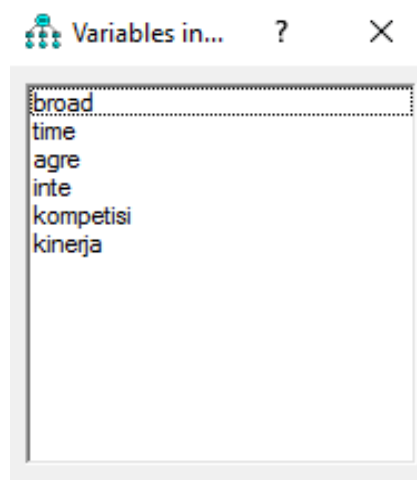 Variables in... ?
broad
time
agre
inte
kompetisi
kinerja